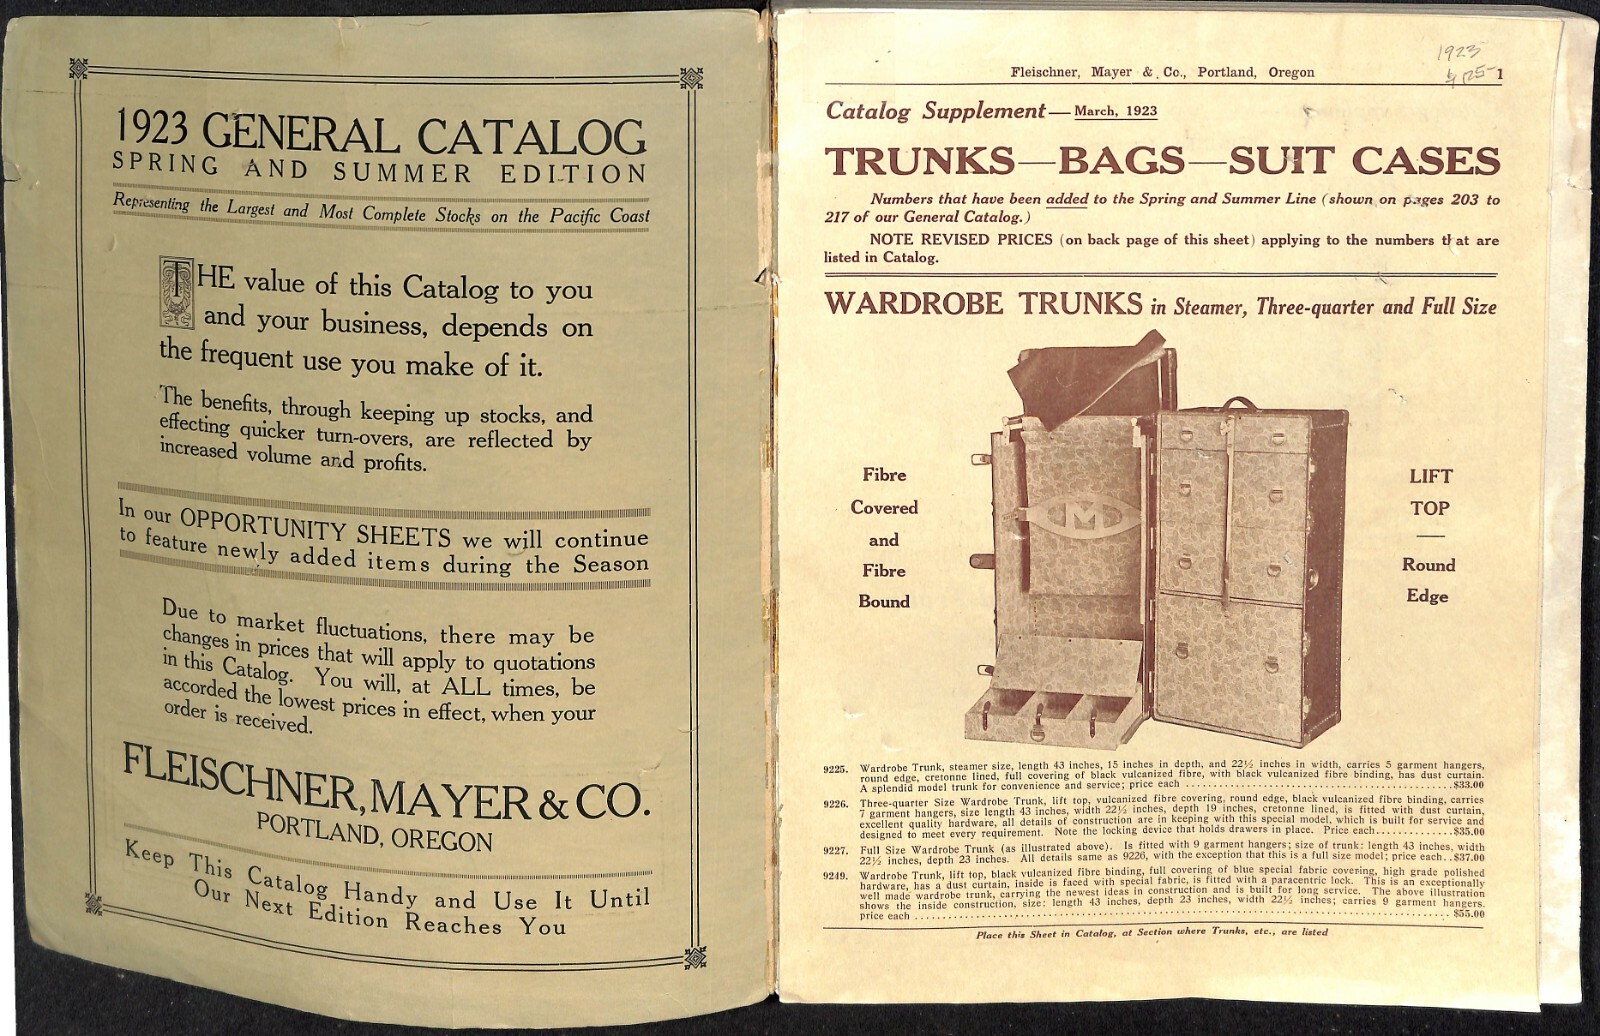 1923 GENERAL CATALOG
SPRING AND SUMMER EDITION
Representing the Largest and Most Complete Stocks on the Pacific Coast
THE value of this Catalog to you
and your business, depends on
the frequent use you make of it.
The benefits, through keeping up stocks, and
effecting quicker turn-overs, are reflected by
increased volume and profits.
In our OPPORTUNITY SHEETS we will continue
to feature newly added items during the Season
Due to market fluctuations, there may be
changes in prices that will apply to quotations
in this Catalog. You will, at ALL times, be
accorded the lowest prices in effect, when your
order is received.
FLEISCHNER, MAYER & CO.
PORTLAND, OREGON
Keep This Catalog Handy and Use It Until
Our Next Edition Reaches You
1923
Fleischner, Mayer & Co., Portland, Oregon 1
Catalog Supplement—March, 1923
TRUNKS—BAGS—SUIT CASES
Numbers that have been added to the Spring and Summer Line (shown on pages 203 to
217 of our General Catalog.)
NOTE REVISED PRICES (on back page of this sheet) applying to the numbers that are
listed in Catalog.
WARDROBE TRUNKS in Steamer, Three-quarter and Full Size
Fibre
Covered
and
Fibre
Bound
M
LIFT
TOP
—
Round
Edge
9225. Wardrobe Trunk, steamer size, length 43 inches, 15 inches in depth, and 22½ inches in width, carries 5 garment hangers,
round edge, cretonne lined, full covering of black vulcanized fibre, with black vulcanized fibre binding, has dust curtain.
A splendid model trunk for convenience and service; price each ........ $33.00
9226. Three-quarter Size Wardrobe Trunk, lift top, vulcanized fibre covering, round edge, black vulcanized fibre binding, carries
7 garment hangers, size length 43 inches, width 22½ inches, depth 19 inches, cretonne lined, is fitted with dust curtain,
excellent quality hardware, all details of construction are in keeping with this special model, which is built for service and
designed to meet every requirement. Note the locking device that holds drawers in place. Price each............$35.00
9227. Full Size Wardrobe Trunk (as illustrated above). Is fitted with 9 garment hangers; size of trunk: length 43 inches, width
22½ inches, depth 23 inches. All details same as 9226, with the exception that this is a full size model; price each..$37.00
9249. Wardrobe Trunk, lift top, black vulcanized fibre binding, full covering of blue special fabric covering, high grade polished
hardware, has a dust curtain, inside is faced with special fabric, is fitted with a paracentric lock. This is an exceptionally
well made wardrobe trunk, carrying the newest ideas in construction and is built for long service. The above illustration
shows the inside construction, size: length 43 inches, depth 23 inches, width 22½ inches; carries 9 garment hangers.
price each ........ $55.00
Place this Sheet in Catalog, at Section where Trunks, etc., are listed